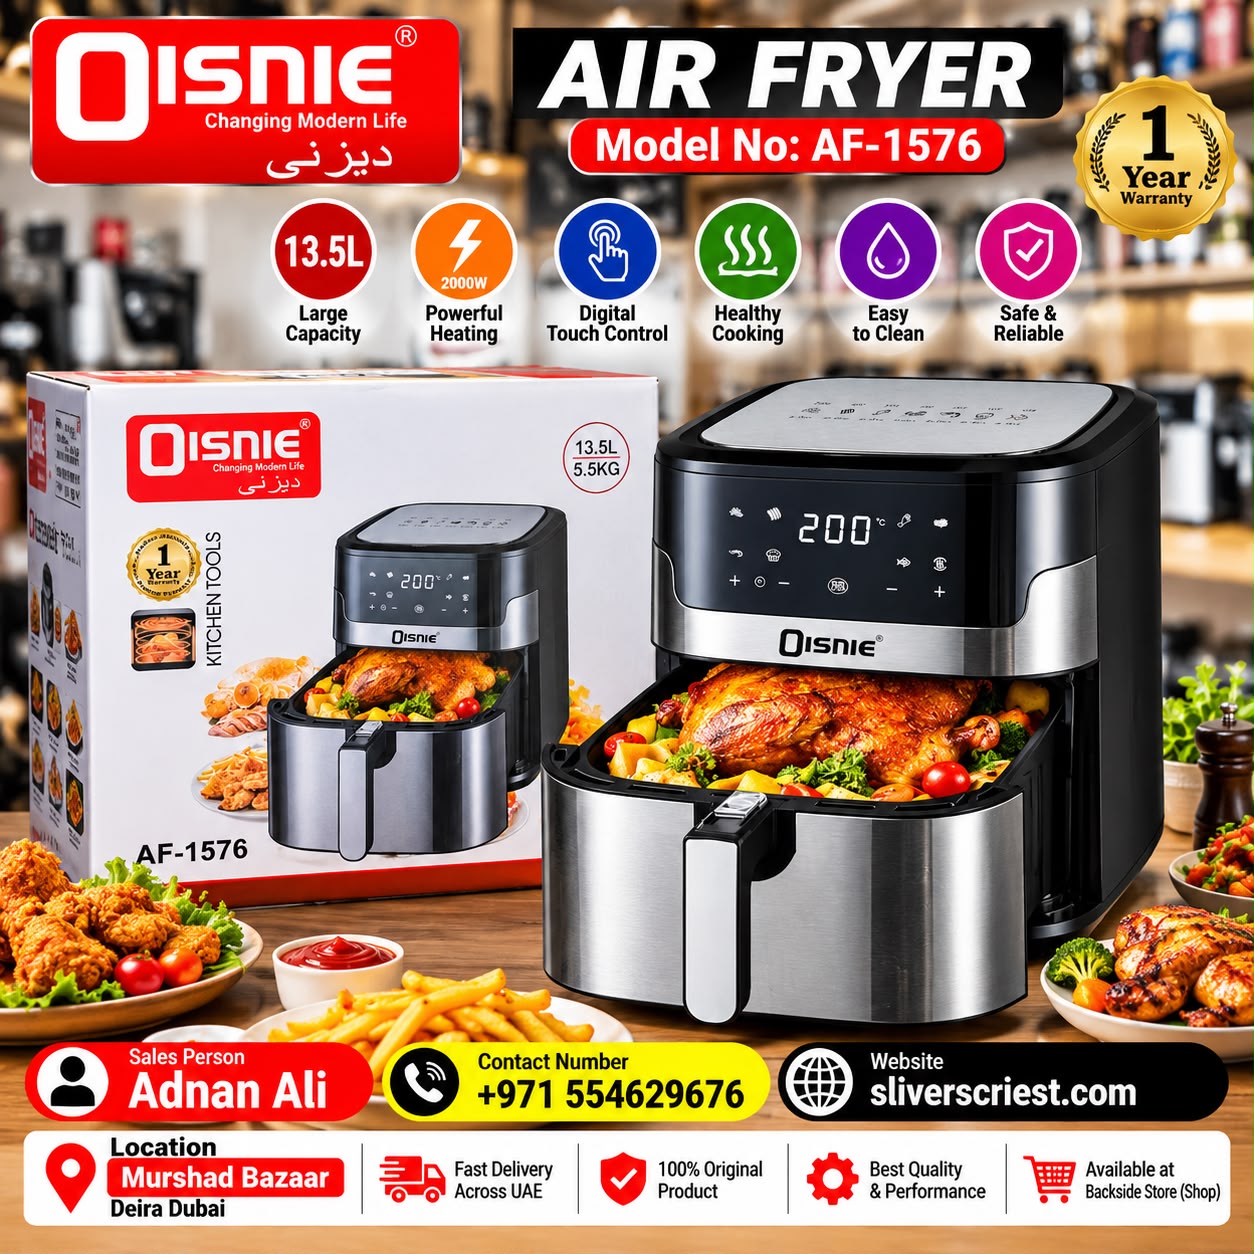 OISNIE®
Changing Modern Life
ديزني
AIR FRYER
Model No: AF-1576
1
Year
Warranty
13.5L
Large
Capacity
2000W
Powerful
Heating
Digital
Touch Control
Healthy
Cooking
Easy
to Clean
Safe &
Reliable
OISNIE®
Changing Modern Life
ديزني
13.5L
5.5KG
1
Year
Warranty
KITCHEN TOOLS
200°C
OISNIE®
AF-1576
200°C
OISNIE®
Sales Person
Adnan Ali
Contact Number
+971 554629676
Website
sliverscriest.com
Location
Murshad Bazaar
Deira Dubai
Fast Delivery
Across UAE
100% Original
Product
Best Quality
& Performance
Available at
Backside Store (Shop)